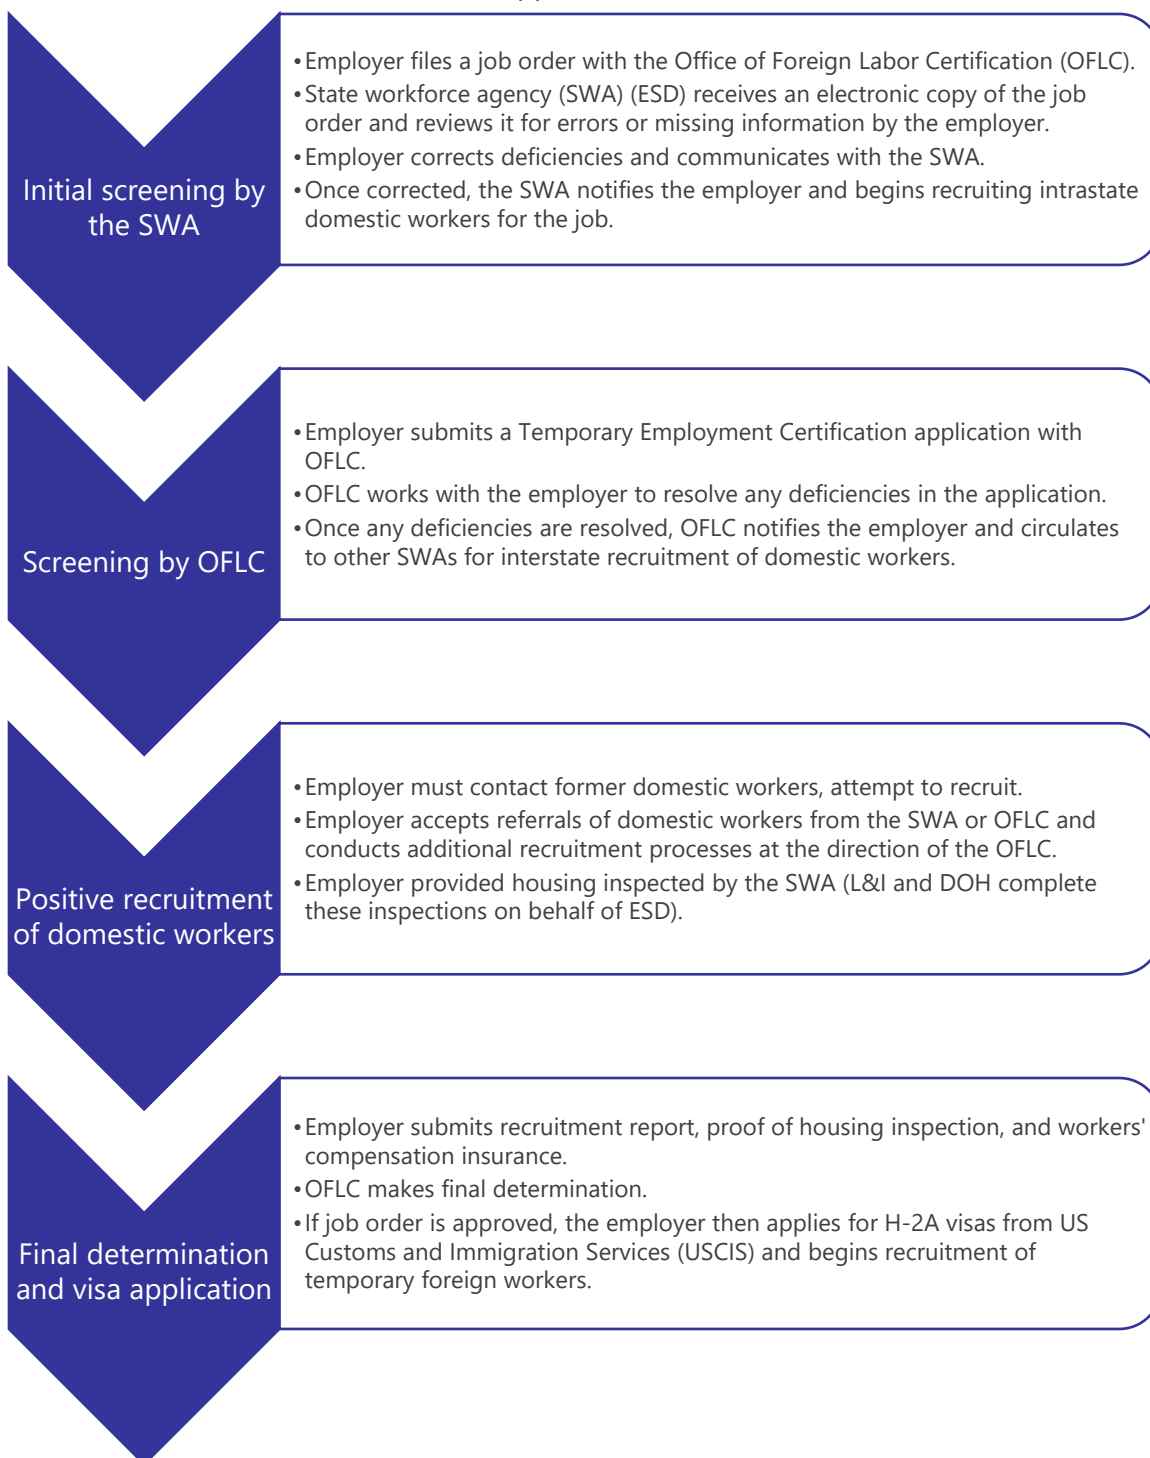 Initial screening by
the SWA
•Employer files a job order with the Office of Foreign Labor Certification (OFLC).
•State workforce agency (SWA) (ESD) receives an electronic copy of the job
order and reviews it for errors or missing information by the employer.
•Employer corrects deficiencies and communicates with the SWA.
•Once corrected, the SWA notifies the employer and begins recruiting intrastate
domestic workers for the job.
Screening by OFLC
•Employer submits a Temporary Employment Certification application with
OFLC.
•OFLC works with the employer to resolve any deficiencies in the application.
•Once any deficiencies are resolved, OFLC notifies the employer and circulates
to other SWAs for interstate recruitment of domestic workers.
Positive recruitment
of domestic workers
•Employer must contact former domestic workers, attempt to recruit.
•Employer accepts referrals of domestic workers from the SWA or OFLC and
conducts additional recruitment processes at the direction of the OFLC.
•Employer provided housing inspected by the SWA (L&I and DOH complete
these inspections on behalf of ESD).
Final determination
and visa application
•Employer submits recruitment report, proof of housing inspection, and workers'
compensation insurance.
•OFLC makes final determination.
•If job order is approved, the employer then applies for H-2A visas from US
Customs and Immigration Services (USCIS) and begins recruitment of
temporary foreign workers.